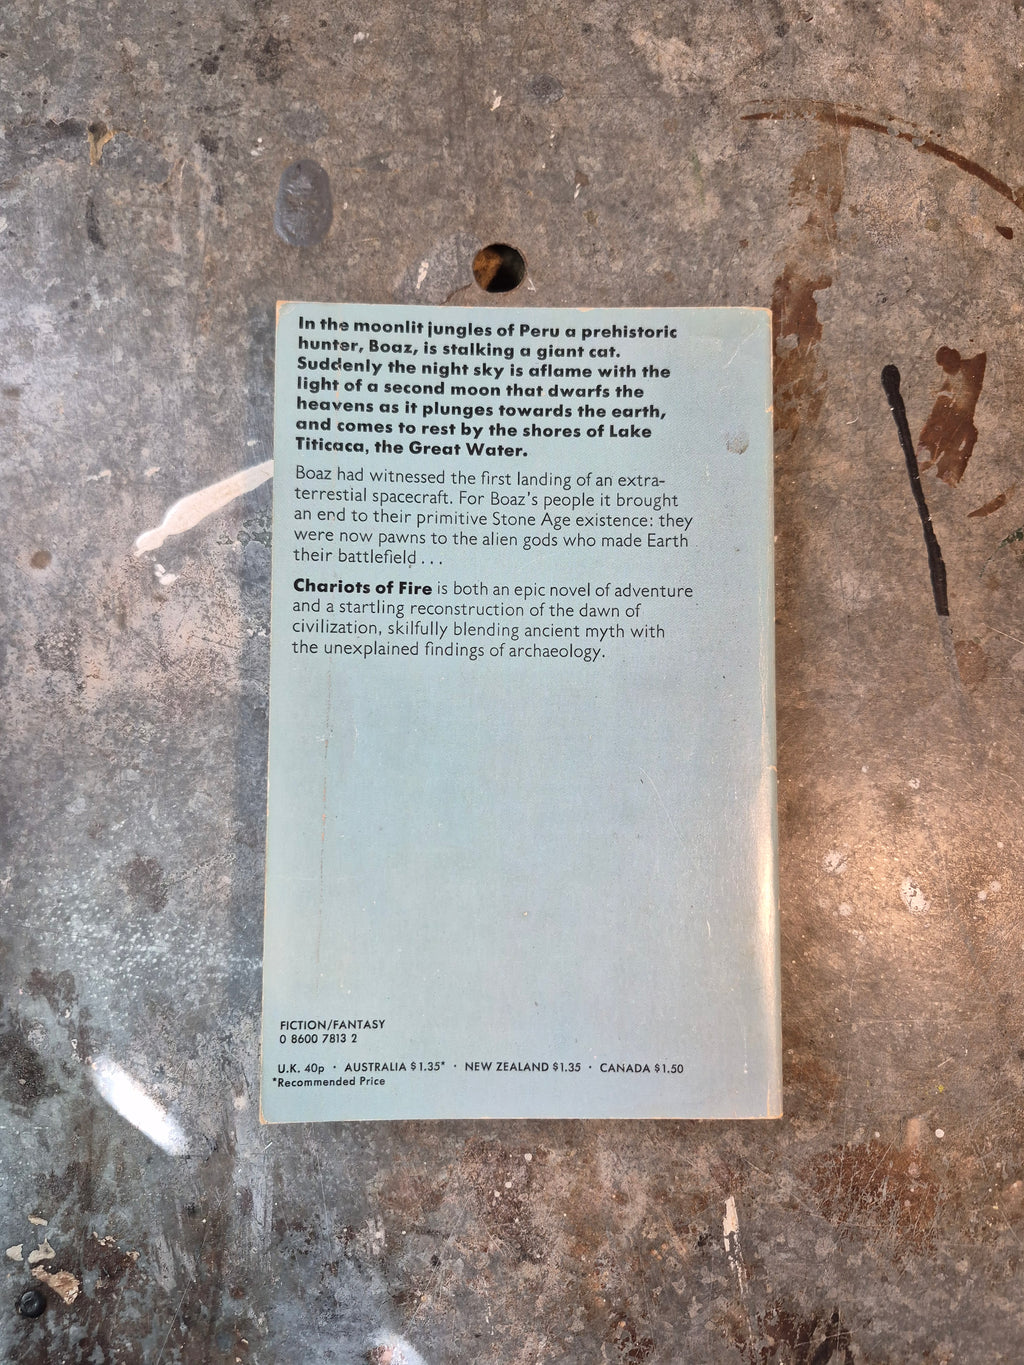 In the moonlit jungles of Peru a prehistoric
hunter, Boaz, is stalking a giant cat.
Suddenly the night sky is aflame with the
light of a second moon that dwarfs the
heavens as it plunges towards the earth,
and comes to rest by the shores of Lake
Titicaca, the Great Water.
Boaz had witnessed the first landing of an extra-
terrestial spacecraft. For Boaz's people it brought
an end to their primitive Stone Age existence: they
were now pawns to the alien gods who made Earth
their battlefield . . .
Chariots of Fire is both an epic novel of adventure
and a startling reconstruction of the dawn of
civilization, skilfully blending ancient myth with
the unexplained findings of archaeology.
FICTION/FANTASY
0 8600 7813 2
U.K. 40p · AUSTRALIA $1.35* · NEW ZEALAND $1.35 · CANADA $1.50
*Recommended Price